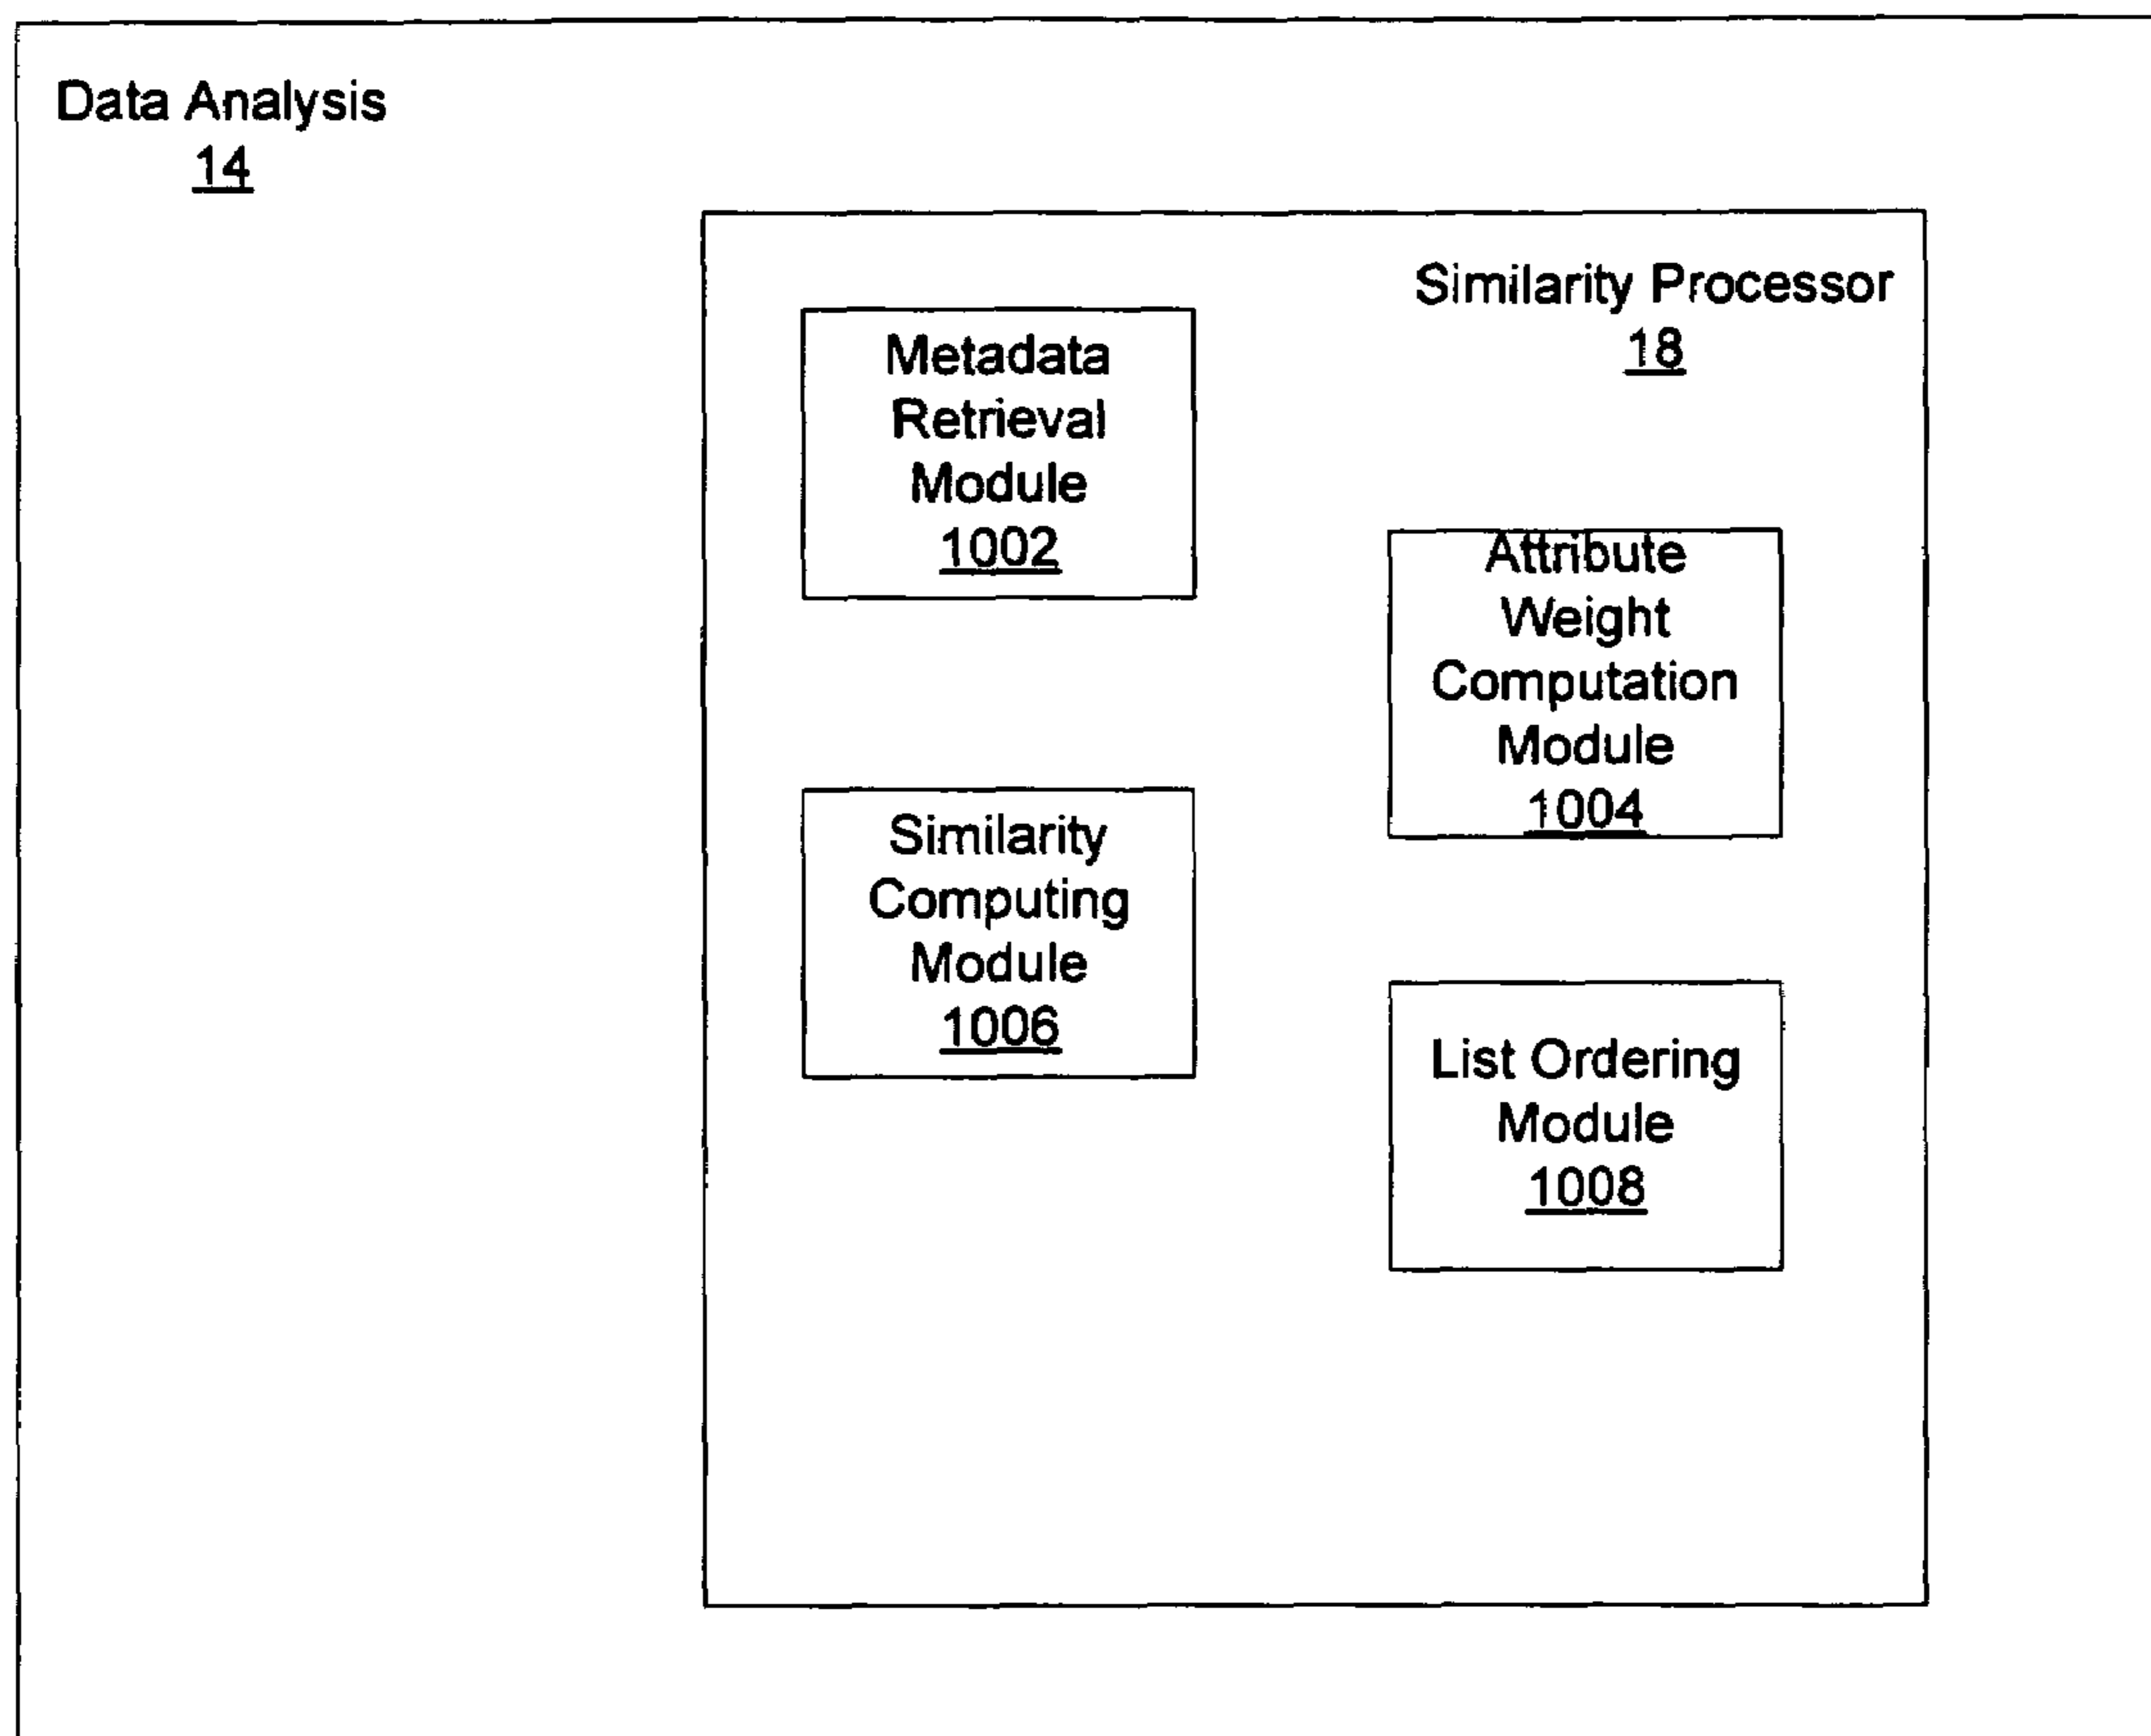 Data Analysis
14
Similarity Processor
18
Metadata
Retrieval
Module
1002
Attribute
Weight
Computation
Module
1004
Similarity
Computing
Module
1006
List Ordering
Module
1008